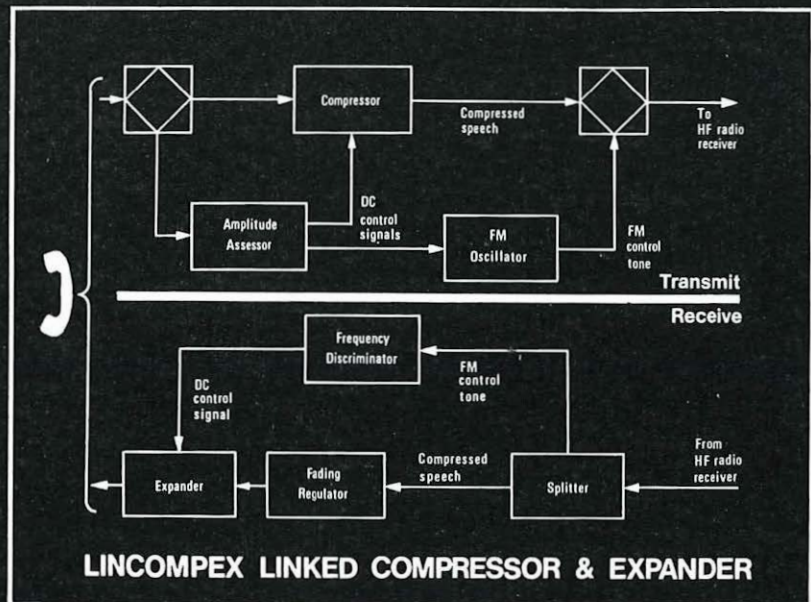 Compressor
Compressed
speech
To
HF radio
receiver
Amplitude
Assessor
DC
control
signals
FM
Oscillator
FM
control
tone
Transmit
Receive
Frequency
Discriminator
DC
control
signal
FM
control
tone
Expander
Fading
Regulator
Compressed
speech
Splitter
From
HF radio
receiver
LINCOMPEX LINKED COMPRESSOR & EXPANDER